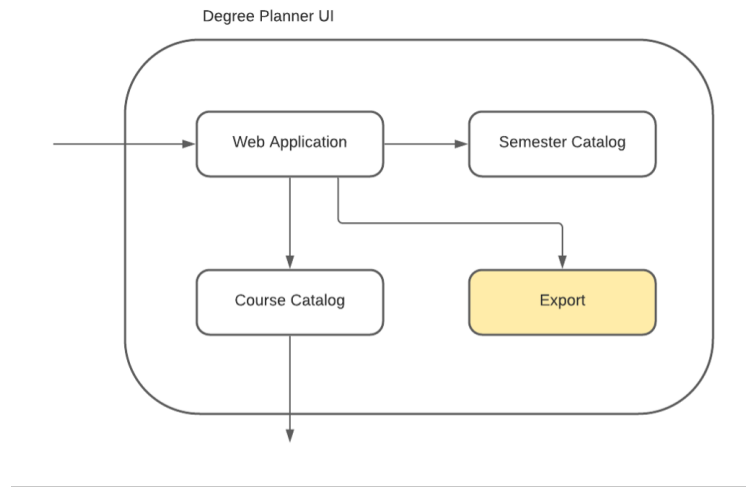 Degree Planner UI
Web Application
Semester Catalog
Course Catalog
Export